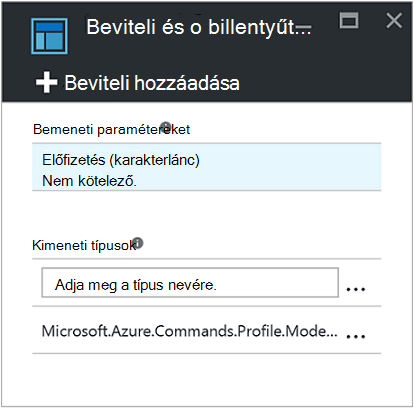 Beviteli és o billentyűt...
Beviteli hozzáadása
Bemeneti paramétereket
Előfizetés (karakterlánc)
Nem kötelező.
Kimeneti típusok
Adja meg a típus nevére.
...
Microsoft.Azure.Commands.Profile.Mode...
...